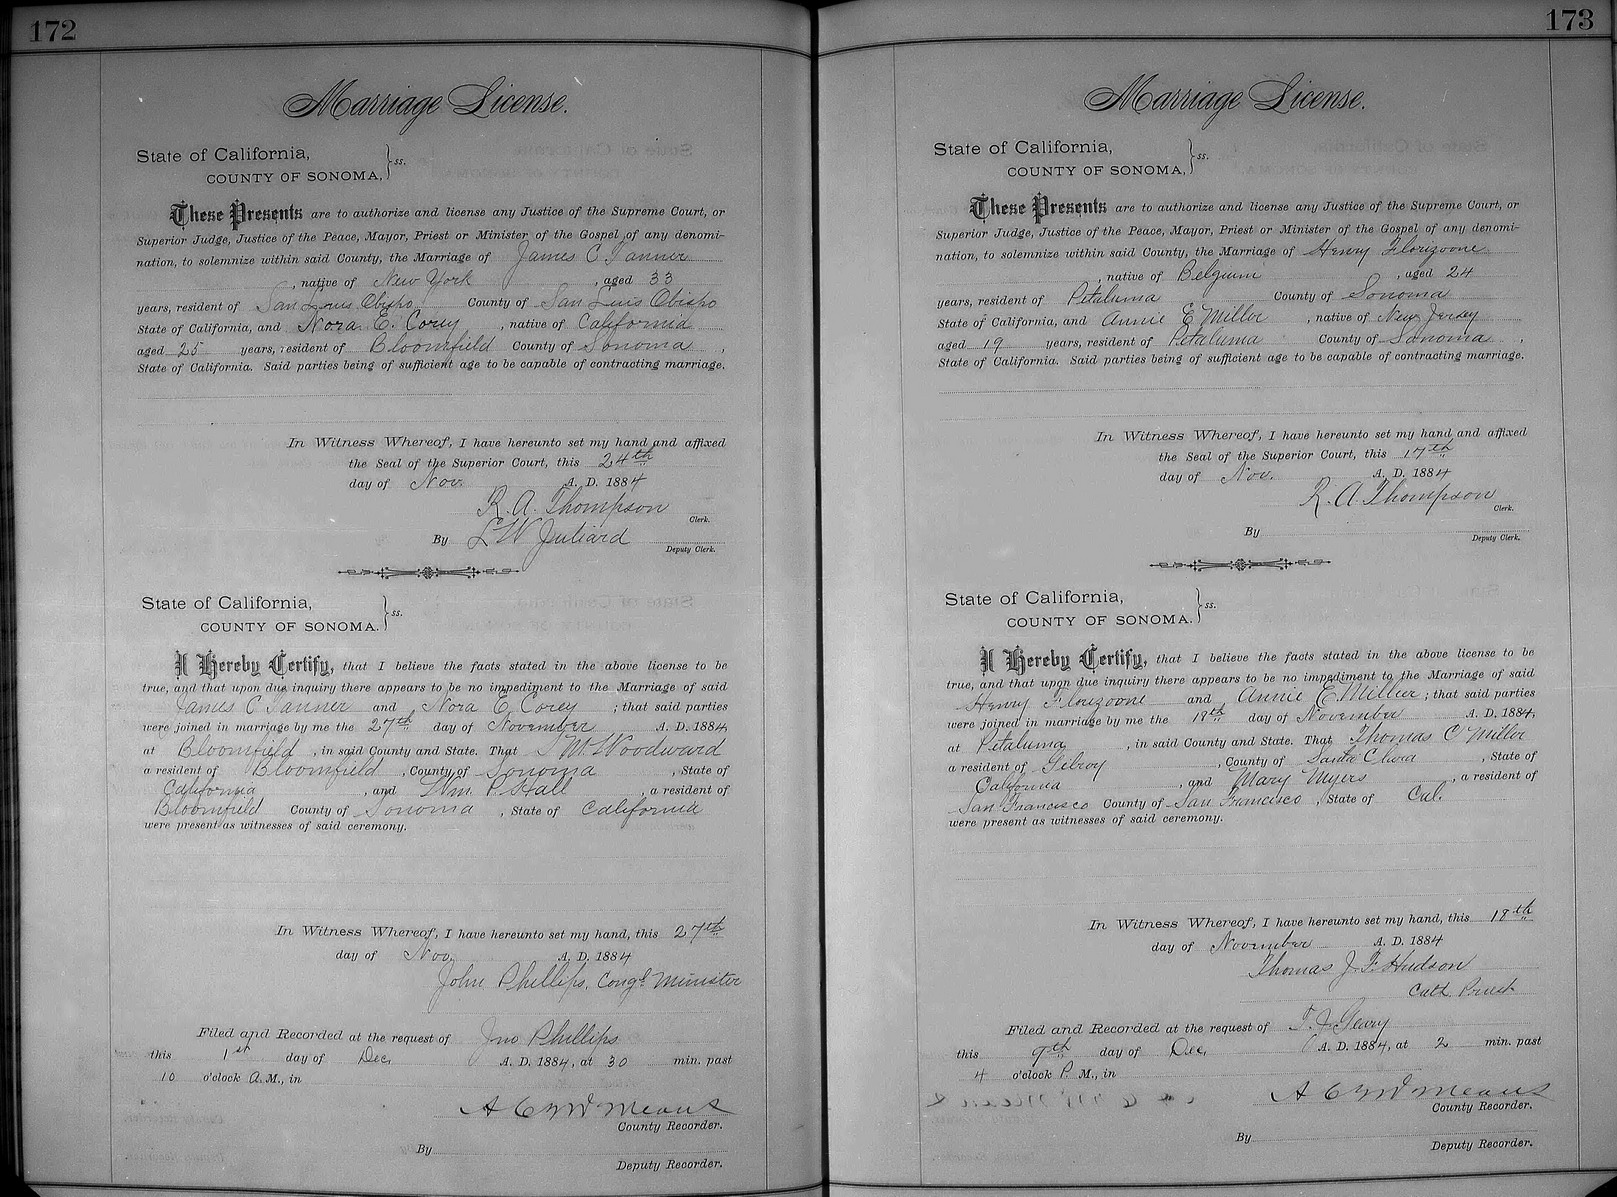 172
Marriage License.
State of California,
COUNTY OF SONOMA, } ss.
These Presents are to authorize and license any Justice of the Supreme Court, or
Superior Judge, Justice of the Peace, Mayor, Priest or Minister of the Gospel of any denomi-
nation, to solemnize within said County, the Marriage of James C Tanner
, native of New York , aged 33
years, resident of San Louis Obispo County of San Luis Obispo
State of California, and Nora E. Corey , native of California
aged 25 years, resident of Bloomfield County of Sonoma ,
State of California. Said parties being of sufficient age to be capable of contracting marriage.
In Witness Whereof, I have hereunto set my hand and affixed
the Seal of the Superior Court, this 24th
day of Nov. A. D. 1884
R. A. Thompson
Clerk.
By L W Juliard
Deputy Clerk.
State of California,
COUNTY OF SONOMA. } ss.
I Hereby Certify, that I believe the facts stated in the above license to be
true, and that upon due inquiry there appears to be no impediment to the Marriage of said
James C Tanner and Nora E Corey ; that said parties
were joined in marriage by me the 27th day of November A. D. 1884
at Bloomfield , in said County and State. That M. Woodward
a resident of Bloomfield , County of Sonoma , State of
California , and Wm. P. Hall , a resident of
Bloomfield County of Sonoma , State of California
were present as witnesses of said ceremony.
In Witness Whereof, I have hereunto set my hand, this 27th
day of Nov A. D. 1884
John Phillips, Congl Minister
Filed and Recorded at the request of Jno Phillips
this 1st day of Dec, A. D. 1884, at 30 min. past
10 o'clock A. M., in
County Recorder.
By
Deputy Recorder.
173
Marriage License.
State of California,
COUNTY OF SONOMA, } ss.
These Presents are to authorize and license any Justice of the Supreme Court, or
Superior Judge, Justice of the Peace, Mayor, Priest or Minister of the Gospel of any denomi-
nation, to solemnize within said County, the Marriage of Henry Florizoone
, native of Belgium , aged 24
years, resident of Petaluma County of Sonoma
State of California, and Annie E Miller , native of New Jersey
aged 19 years, resident of Petaluma County of Sonoma ,
State of California. Said parties being of sufficient age to be capable of contracting marriage.
In Witness Whereof, I have hereunto set my hand and affixed
the Seal of the Superior Court, this 17th
day of Nov. A. D. 1884
R. A Thompson
Clerk.
By
Deputy Clerk.
State of California,
COUNTY OF SONOMA. } ss.
I Hereby Certify, that I believe the facts stated in the above license to be
true, and that upon due inquiry there appears to be no impediment to the Marriage of said
Henry Florizoone and Annie E Miller ; that said parties
were joined in marriage by me the 18th day of November A. D. 1884,
at Petaluma , in said County and State. That Thomas C Miller
a resident of Gilroy , County of Santa Clara , State of
California , and Mary Myers , a resident of
San Francisco County of San Francisco , State of Cal.
were present as witnesses of said ceremony.
In Witness Whereof, I have hereunto set my hand, this 18th
day of November A. D. 1884
Thomas J. F. Hudson
Cath. Priest
Filed and Recorded at the request of T. J. Geary
this 9th day of Dec, A. D. 1884, at 2 min. past
4 o'clock P. M., in
County Recorder.
By
Deputy Recorder.